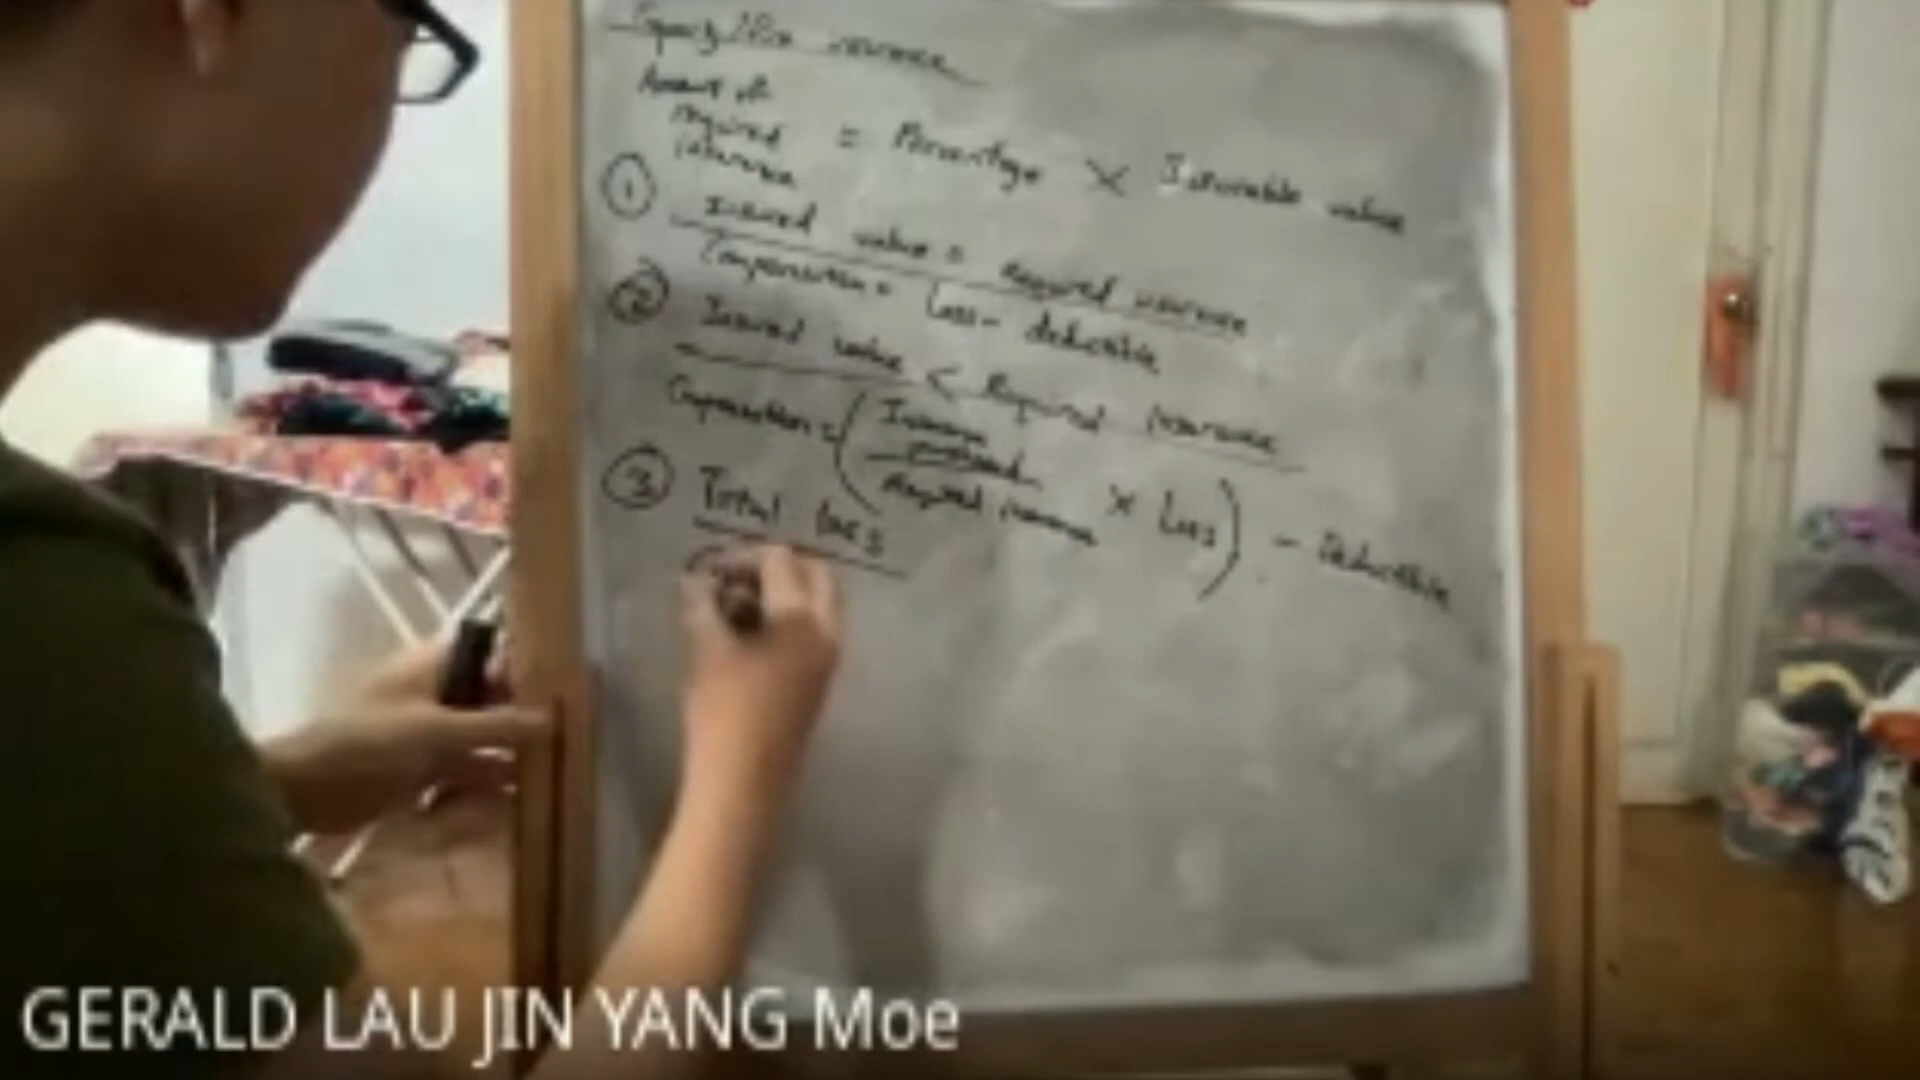 Property/Fire insurance
Amount of
required
insurance
= Percentage × Insurable value
① Insured value = Required insurance
Compensation = Loss - deductible
② Insured value < Required insurance
Compensation = (Insurance
purchased
Required insurance × Loss) - Deductible
③ Total loss
GERALD LAU JIN YANG Moe